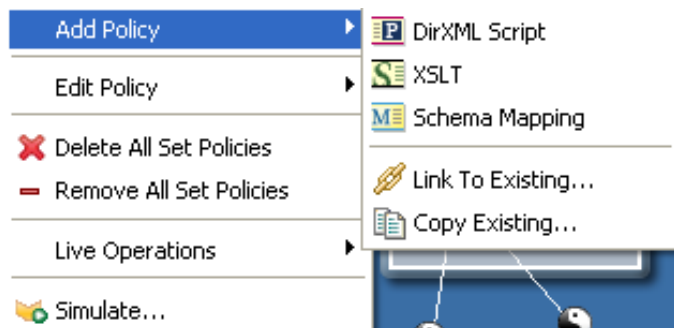 Add Policy
Edit Policy
Delete All Set Policies
Remove All Set Policies
Live Operations
Simulate...
P DirXML Script
S XSLT
M Schema Mapping
Link To Existing...
Copy Existing...